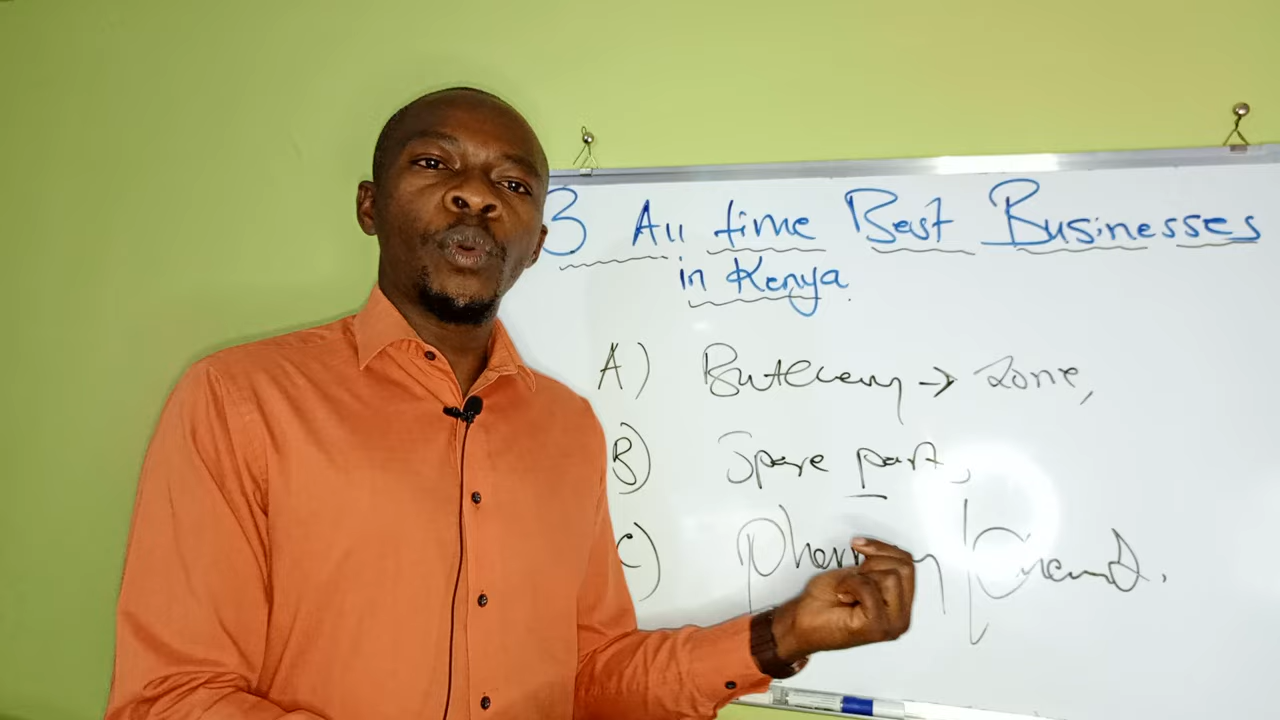 3 All time Best Businesses
in Kenya
A) Butchery → Zone,
B) Spare part,
C)